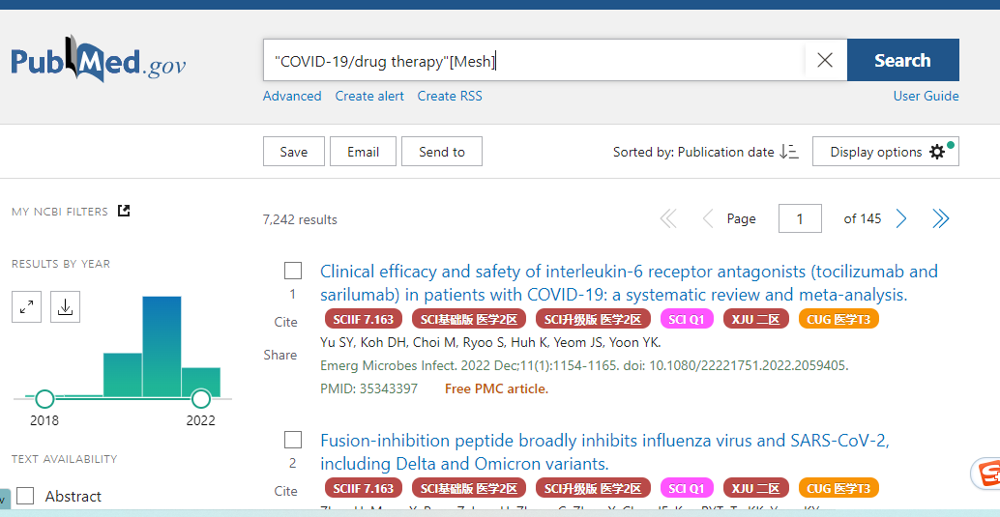 PubMed.gov
"COVID-19/drug therapy"[Mesh]
Search
Advanced Create alert Create RSS
User Guide
Save Email Send to
Sorted by: Publication date
Display options
MY NCBI FILTERS
7,242 results
Page 1 of 145
RESULTS BY YEAR
2018 2022
TEXT AVAILABILITY
Abstract
1
Cite
Share
Clinical efficacy and safety of interleukin-6 receptor antagonists (tocilizumab and
sarilumab) in patients with COVID-19: a systematic review and meta-analysis.
SCIIF 7.163 SCI基础版 医学2区 SCI升级版 医学2区 SCI Q1 XJU 二区 CUG 医学T3
Yu SY, Koh DH, Choi M, Ryoo S, Huh K, Yeom JS, Yoon YK.
Emerg Microbes Infect. 2022 Dec;11(1):1154-1165. doi: 10.1080/22221751.2022.2059405.
PMID: 35343397 Free PMC article.
2
Cite
Fusion-inhibition peptide broadly inhibits influenza virus and SARS-CoV-2,
including Delta and Omicron variants.
SCIIF 7.163 SCI基础版 医学2区 SCI升级版 医学2区 SCI Q1 XJU 二区 CUG 医学T3